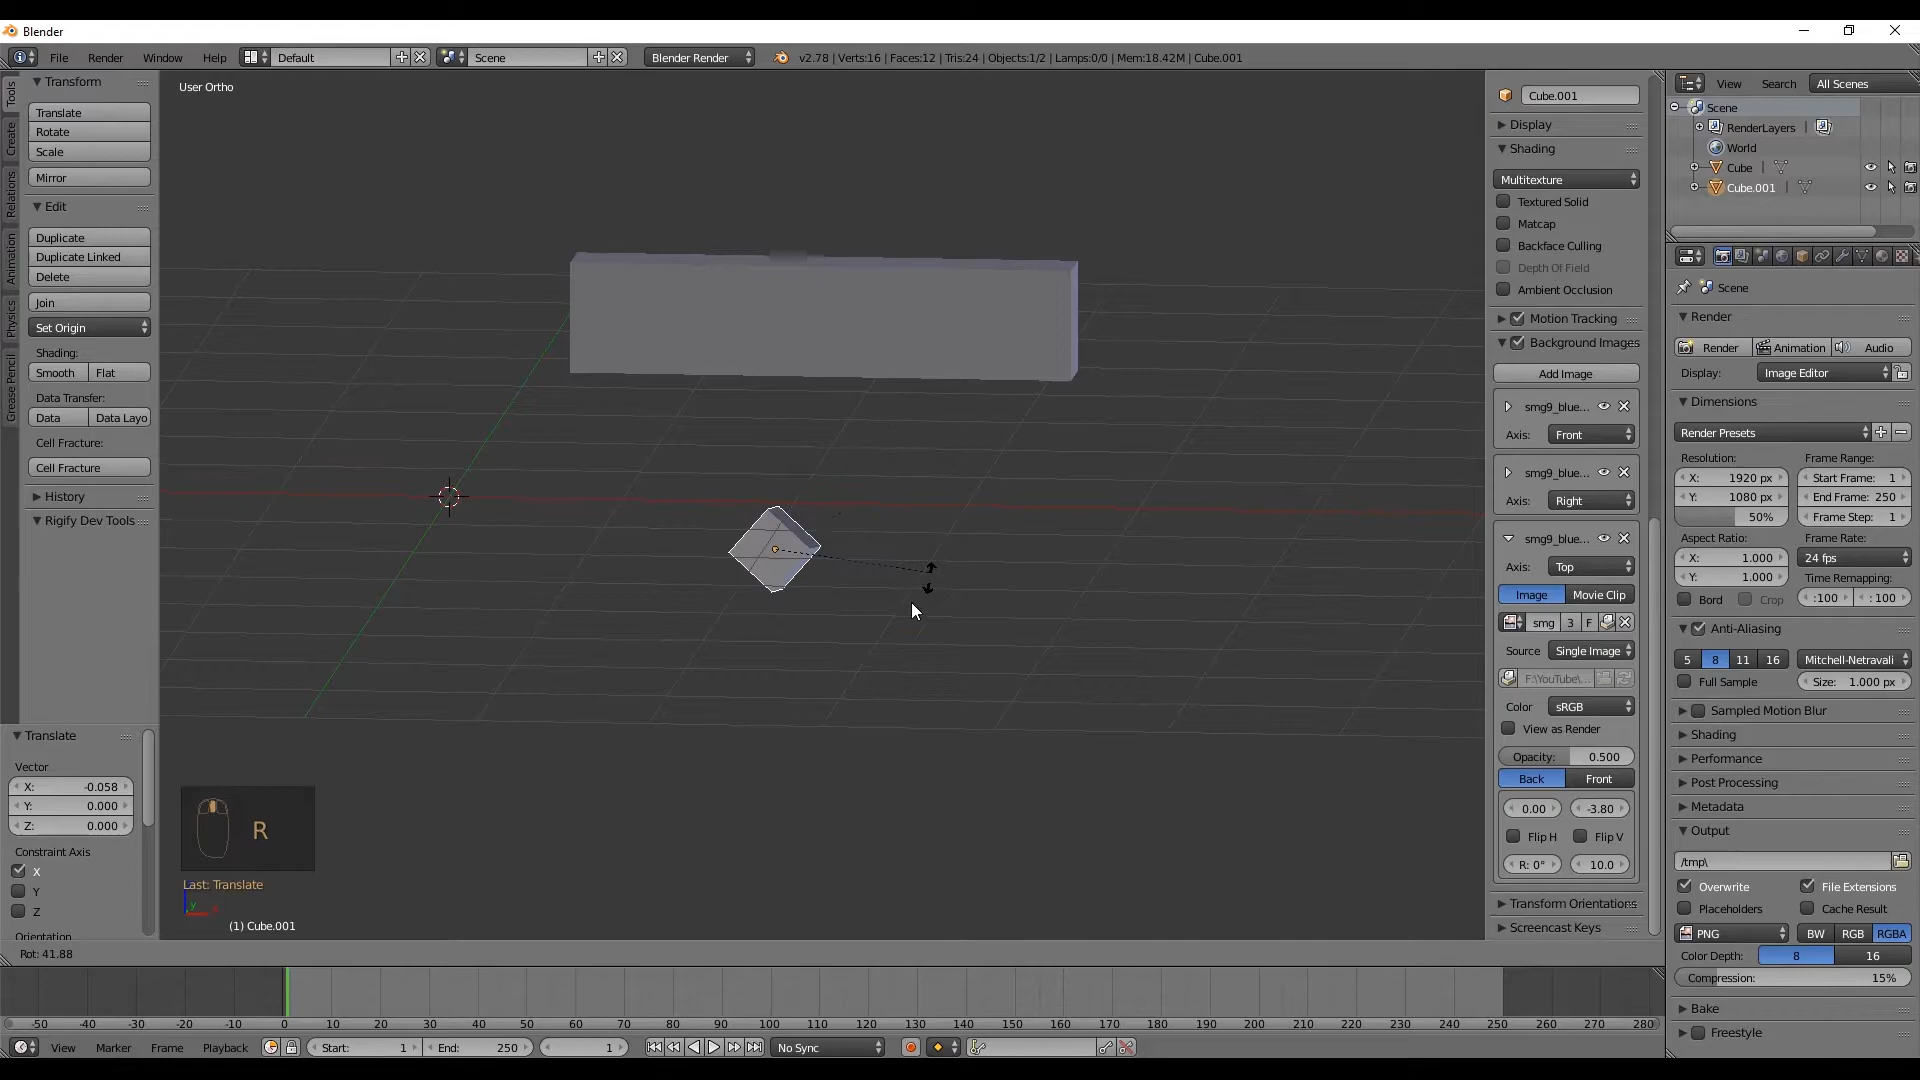 Blender
File Render Window Help Default Scene Blender Render v2.78 | Verts:16 | Faces:12 | Tris:24 | Objects:1/2 | Lamps:0/0 | Mem:18.42M | Cube.001
Tools
Create
Relations
Animation
Physics
Grease Pencil
Transform
Translate
Rotate
Scale
Mirror
Edit
Duplicate
Duplicate Linked
Delete
Join
Set Origin
Shading:
Smooth Flat
Data Transfer:
Data Data Layo
Cell Fracture:
Cell Fracture
History
Rigify Dev Tools
Translate
Vector
X: -0.058
Y: 0.000
Z: 0.000
Constraint Axis
X
Y
Z
Orientation
User Ortho
R
Last: Translate
y
(1) Cube.001
Rot: 41.88
Cube.001
Display
Shading
Multitexture
Textured Solid
Matcap
Backface Culling
Depth Of Field
Ambient Occlusion
Motion Tracking
Background Images
Add Image
smg9_blue...
Axis: Front
smg9_blue...
Axis: Right
smg9_blue...
Axis: Top
Image Movie Clip
smg 3 F
Source Single Image
F:\YouTube\...
Color sRGB
View as Render
Opacity: 0.500
Back Front
0.00 -3.80
Flip H Flip V
R: 0° 10.0
Transform Orientations
Screencast Keys
View Search All Scenes
Scene
RenderLayers
World
Cube
Cube.001
Scene
Render
Render Animation Audio
Display: Image Editor
Dimensions
Render Presets
Resolution: Frame Range:
X: 1920 px Start Frame: 1
Y: 1080 px End Frame: 250
50% Frame Step: 1
Aspect Ratio: Frame Rate:
X: 1.000 24 fps
Y: 1.000 Time Remapping:
Bord Crop :100 :100
Anti-Aliasing
5 8 11 16 Mitchell-Netravali
Full Sample Size: 1.000 px
Sampled Motion Blur
Shading
Performance
Post Processing
Metadata
Output
/tmp\
Overwrite File Extensions
Placeholders Cache Result
PNG BW RGB RGBA
Color Depth: 8 16
Compression: 15%
Bake
Freestyle
-50 -40 -30 -20 -10 0 10 20 30 40 50 60 70 80 90 100 110 120 130 140 150 160 170 180 190 200 210 220 230 240 250 260 270 280
View Marker Frame Playback Start: 1 End: 250 1 No Sync